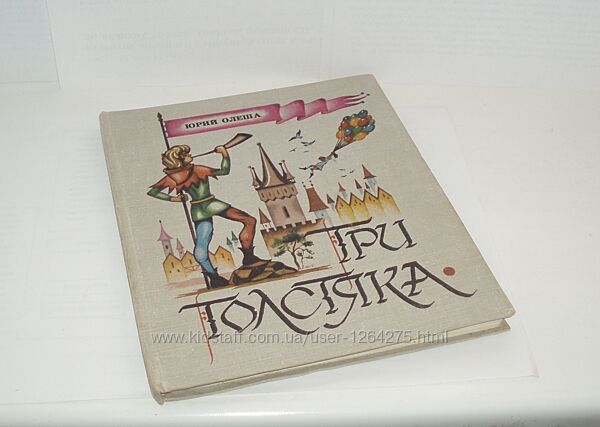 ЮРИЙ ОЛЕША
ТРИ
ТОЛСТЯКА
www.kidstaff.com.ua/user-1264275.html